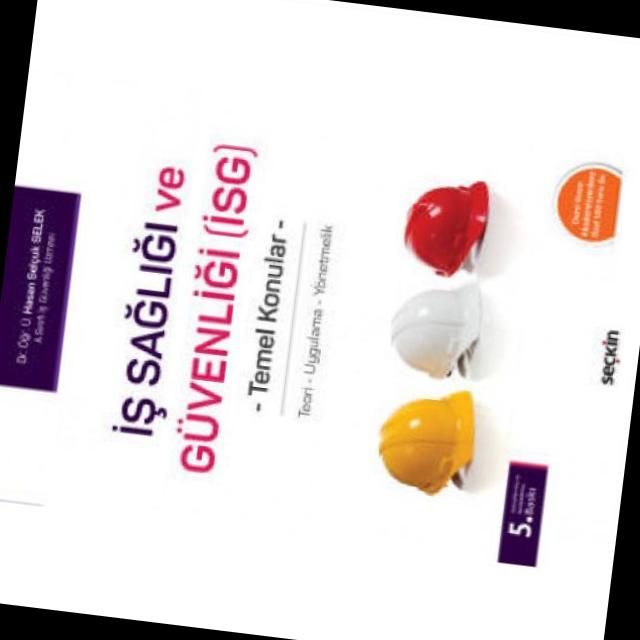 Dr. Öğr. Ü. Hasan Selçuk SELEK
A Sınıfı İş Güvenliği Uzmanı
İŞ SAĞLIĞI ve
GÜVENLİĞİ (İSG)
- Temel Konular -
Teori - Uygulama - Yönetmelik
5. Baskı
seçkin